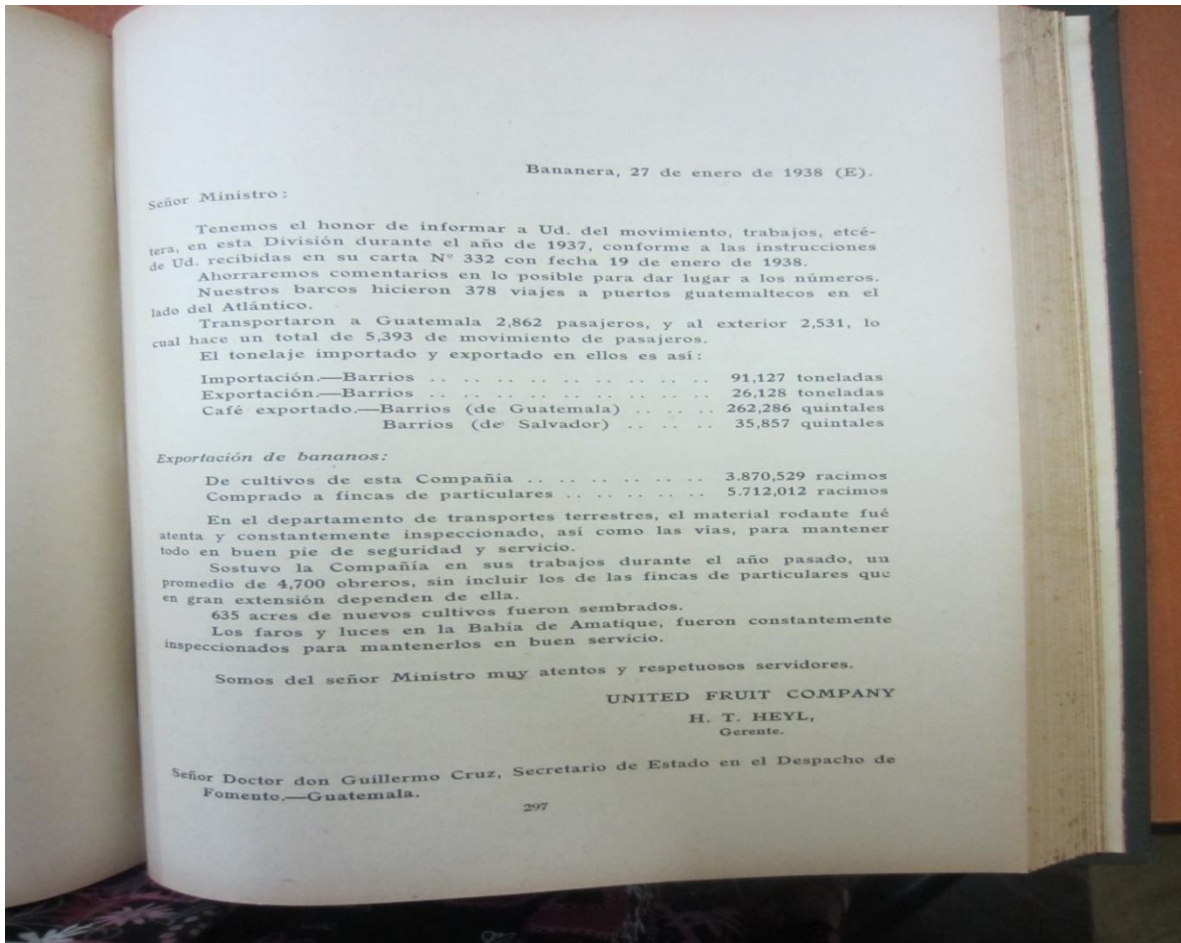 Bananera, 27 de enero de 1938 (E).
Señor Ministro:
Tenemos el honor de informar a Ud. del movimiento, trabajos, etcé-
tera, en esta División durante el año de 1937, conforme a las instrucciones
de Ud. recibidas en su carta Nº 332 con fecha 19 de enero de 1938.
Ahorraremos comentarios en lo posible para dar lugar a los números.
Nuestros barcos hicieron 378 viajes a puertos guatemaltecos en el
lado del Atlántico.
Transportaron a Guatemala 2,862 pasajeros, y al exterior 2,531, lo
cual hace un total de 5,393 de movimiento de pasajeros.
El tonelaje importado y exportado en ellos es así:
Importación.—Barrios .. .. .. .. .. .. .. .. .. .. 91,127 toneladas
Exportación.—Barrios .. .. .. .. .. .. .. .. .. .. 26,128 toneladas
Café exportado.—Barrios (de Guatemala) .. .. .. 262,286 quintales
Barrios (de Salvador) .. .. .. 35,857 quintales
Exportación de bananos:
De cultivos de esta Compañía .. .. .. .. .. .. .. 3.870,529 racimos
Comprado a fincas de particulares .. .. .. .. .. 5.712,012 racimos
En el departamento de transportes terrestres, el material rodante fué
atenta y constantemente inspeccionado, así como las vías, para mantener
todo en buen pie de seguridad y servicio.
Sostuvo la Compañía en sus trabajos durante el año pasado, un
promedio de 4,700 obreros, sin incluir los de las fincas de particulares que
en gran extensión dependen de ella.
635 acres de nuevos cultivos fueron sembrados.
Los faros y luces en la Bahía de Amatique, fueron constantemente
inspeccionados para mantenerlos en buen servicio.
Somos del señor Ministro muy atentos y respetuosos servidores.
UNITED FRUIT COMPANY
H. T. HEYL,
Gerente.
Señor Doctor don Guillermo Cruz, Secretario de Estado en el Despacho de
Fomento.—Guatemala.
297